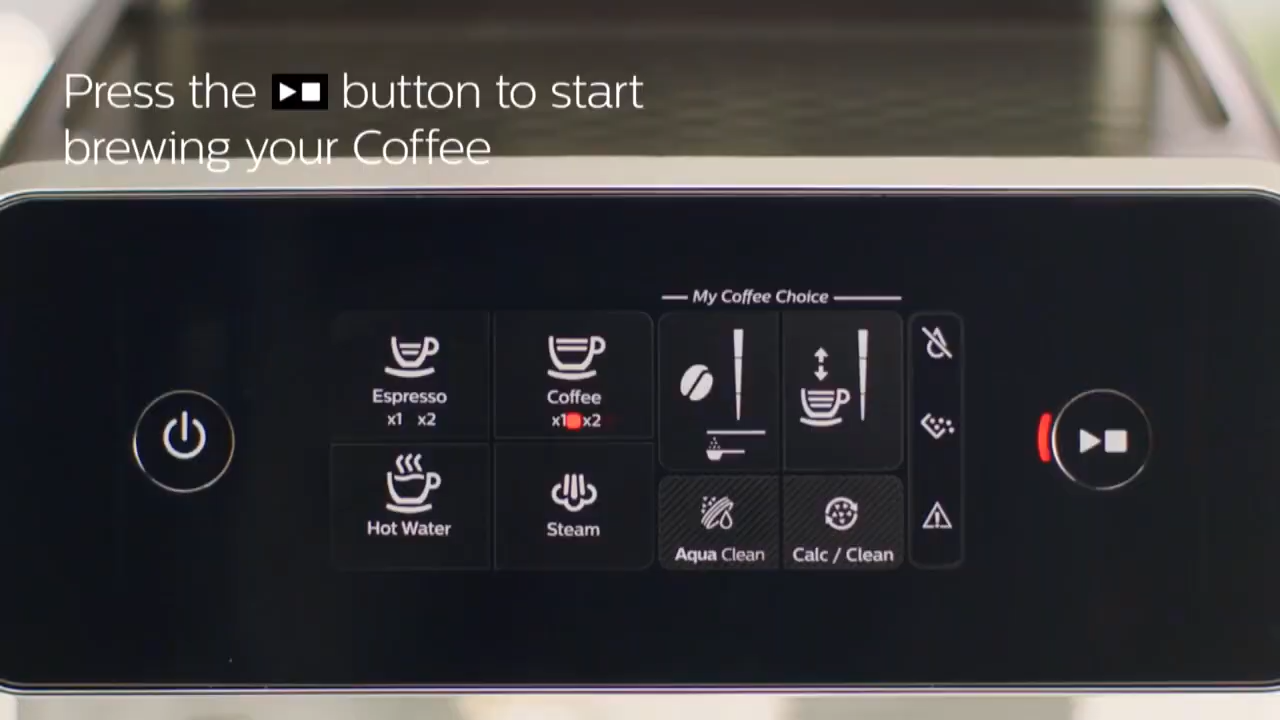 Press the button to start
brewing your Coffee
My Coffee Choice
Espresso
x1 x2
Coffee
x1 x2
Hot Water
Steam
Aqua Clean
Calc / Clean